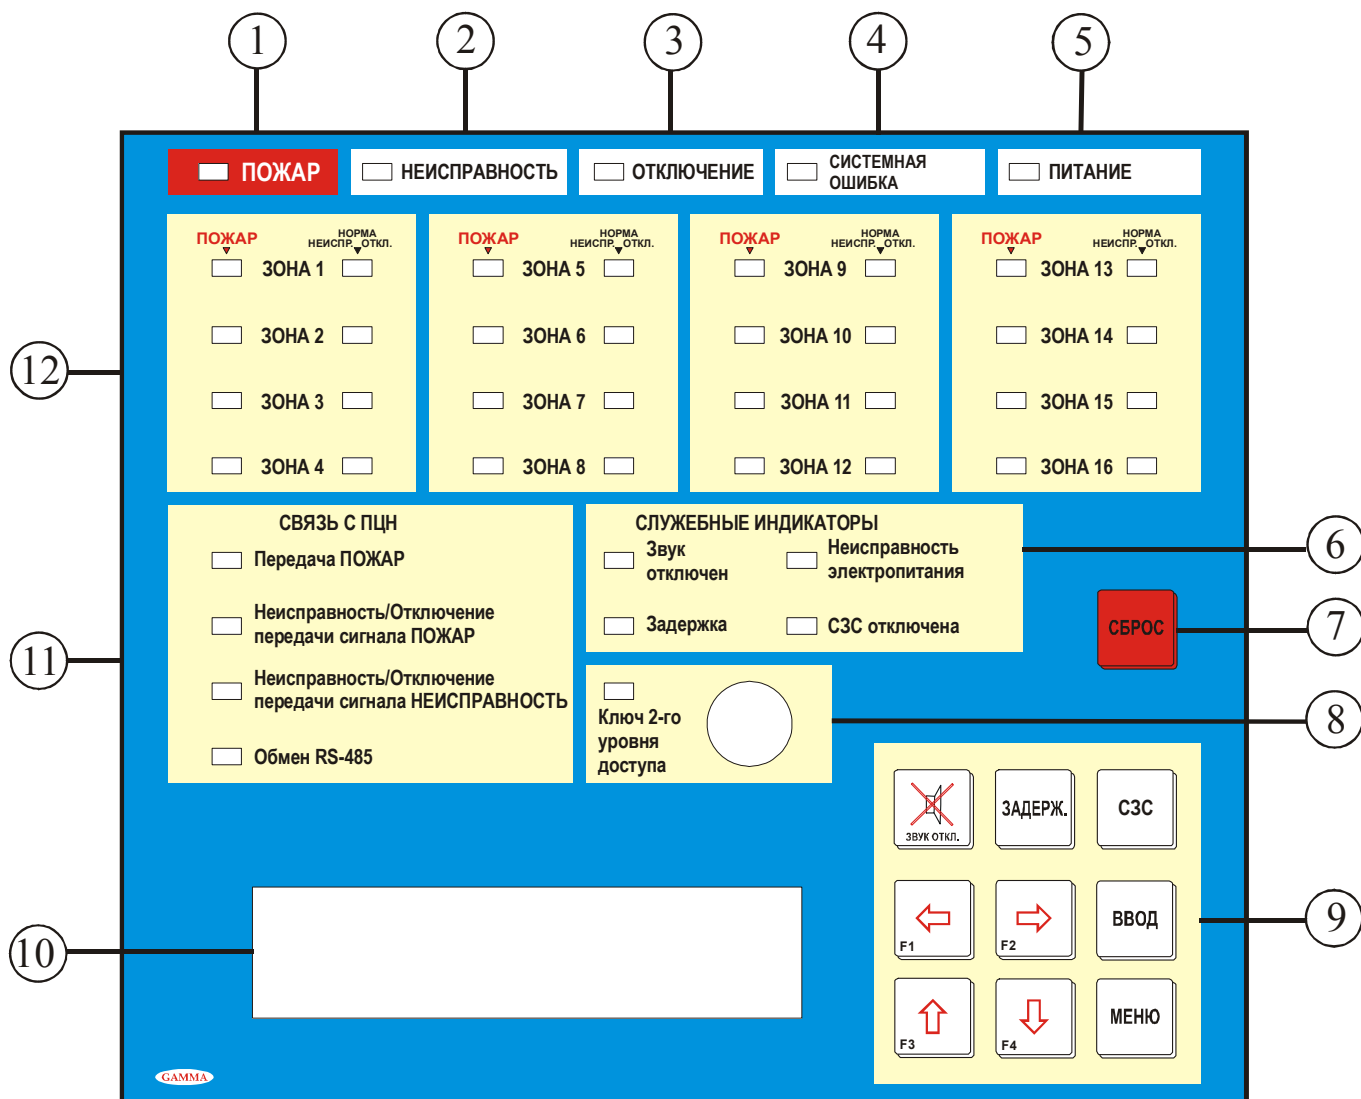 1 2 3 4 5
ПОЖАР НЕИСПРАВНОСТЬ ОТКЛЮЧЕНИЕ СИСТЕМНАЯ ОШИБКА ПИТАНИЕ
ПОЖАР НОРМА НЕИСПР. ОТКЛ.
ЗОНА 1
ЗОНА 2
ЗОНА 3
ЗОНА 4
ПОЖАР НОРМА НЕИСПР. ОТКЛ.
ЗОНА 5
ЗОНА 6
ЗОНА 7
ЗОНА 8
ПОЖАР НОРМА НЕИСПР. ОТКЛ.
ЗОНА 9
ЗОНА 10
ЗОНА 11
ЗОНА 12
ПОЖАР НОРМА НЕИСПР. ОТКЛ.
ЗОНА 13
ЗОНА 14
ЗОНА 15
ЗОНА 16
12
СВЯЗЬ С ПЦН
Передача ПОЖАР
Неисправность/Отключение
передачи сигнала ПОЖАР
Неисправность/Отключение
передачи сигнала НЕИСПРАВНОСТЬ
Обмен RS-485
11
СЛУЖЕБНЫЕ ИНДИКАТОРЫ
Звук
отключен
Неисправность
электропитания
Задержка
СЗС отключена
6
СБРОС
7
Ключ 2-го
уровня
доступа
8
ЗВУК ОТКЛ.
ЗАДЕРЖ.
СЗС
F1
F2
ВВОД
F3
F4
МЕНЮ
9
10
GAMMA